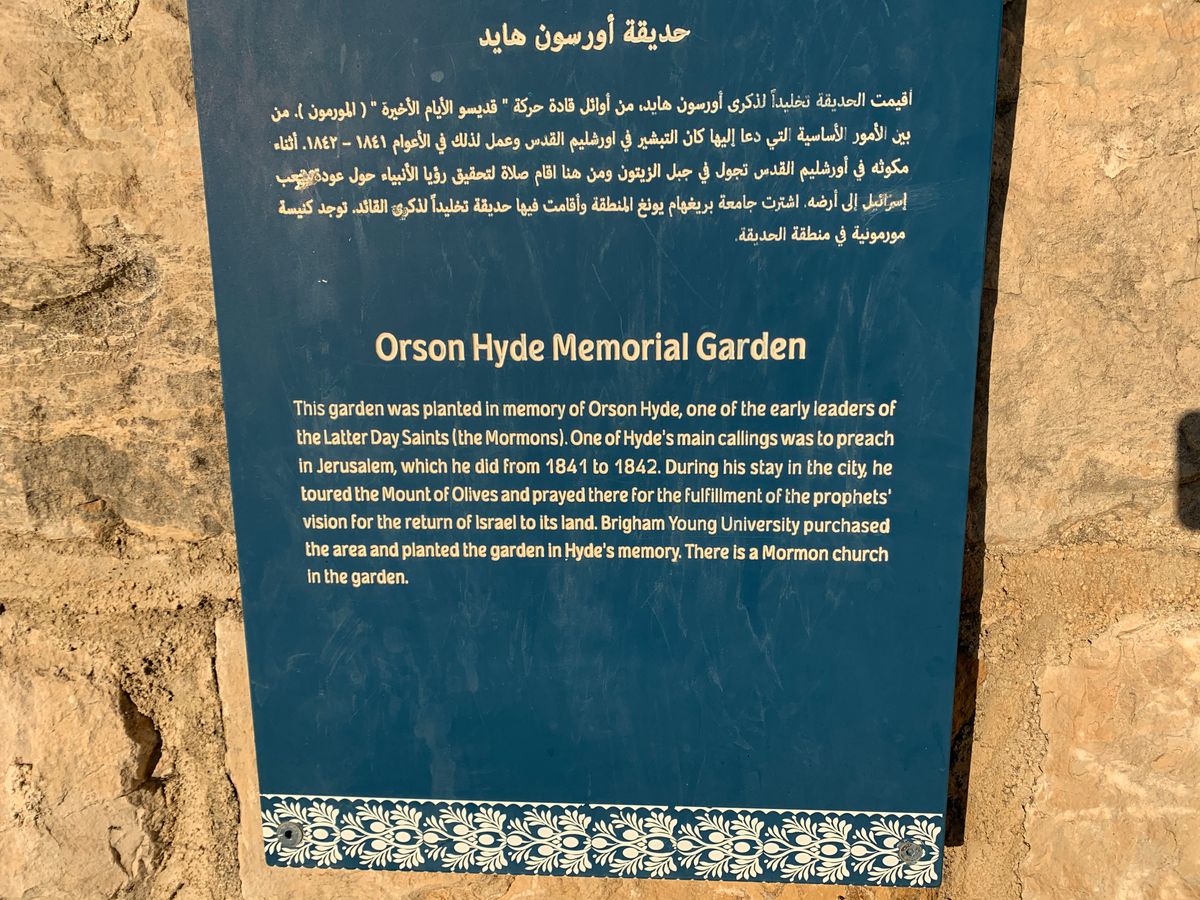 حديقة أورسون هايد
أقيمت الحديقة تخليداً لذكرى أورسون هايد، من أوائل قادة حركة " قديسو الأيام الأخيرة " ( المورمون ). من
بين الأمور الأساسية التي دعا إليها كان التبشير في اورشليم القدس وعمل لذلك في الأعوام ١٨٤١ – ١٨٤٢. أثناء
مكوثه في أورشليم القدس تجول في جبل الزيتون ومن هنا اقام صلاة لتحقيق رؤيا الأنبياء حول عودة
إسرائيل إلى أرضه. اشترت جامعة بريغهام يونغ المنطقة وأقامت فيها حديقة تخليداً لذكرى القائد. توجد كنيسة
مورمونية في منطقة الحديقة.
Orson Hyde Memorial Garden
This garden was planted in memory of Orson Hyde, one of the early leaders of
the Latter Day Saints (the Mormons). One of Hyde's main callings was to preach
in Jerusalem, which he did from 1841 to 1842. During his stay in the city, he
toured the Mount of Olives and prayed there for the fulfillment of the prophets'
vision for the return of Israel to its land. Brigham Young University purchased
the area and planted the garden in Hyde's memory. There is a Mormon church
in the garden.